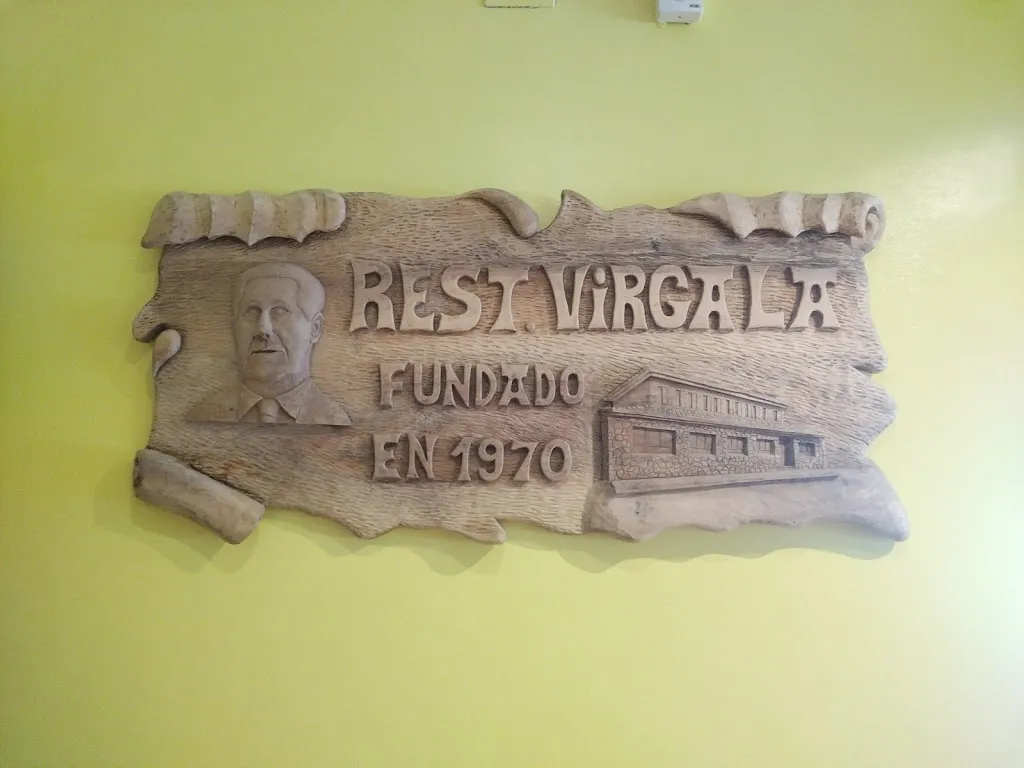 REST. ViRGALA
FUNDADO
EN 1970